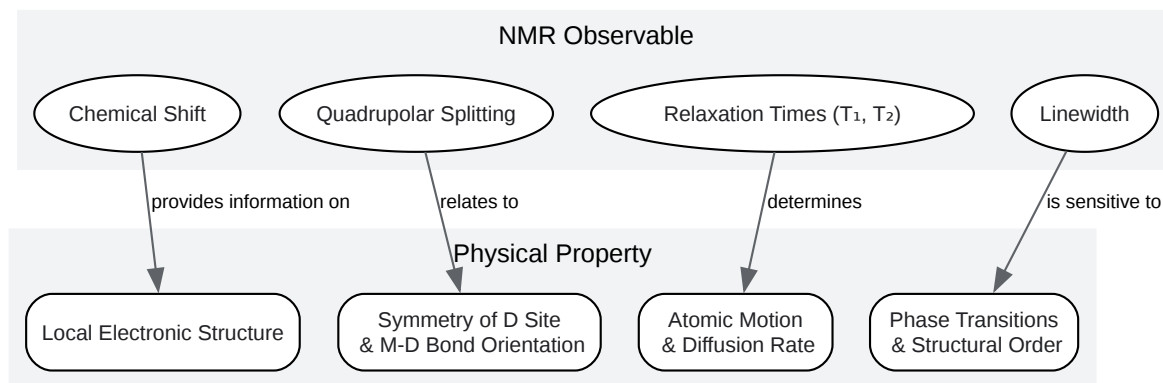 NMR Observable
Chemical Shift
Quadrupolar Splitting
Relaxation Times (T₁, T₂)
Linewidth
provides information on
relates to
determines
is sensitive to
Physical Property
Local Electronic Structure
Symmetry of D Site
& M-D Bond Orientation
Atomic Motion
& Diffusion Rate
Phase Transitions
& Structural Order